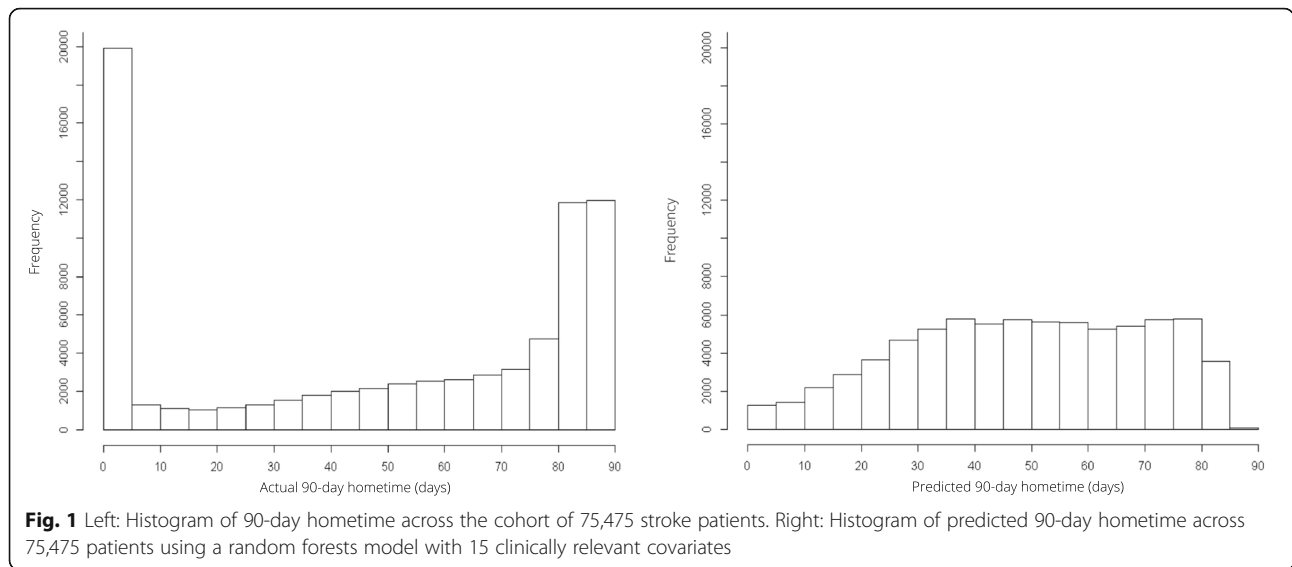 20000
16000
12000
8000
6000
4000
2000
0
Frequency
0 10 20 30 40 50 60 70 80 90
Actual 90-day hometime (days)
20000
16000
12000
8000
6000
4000
2000
0
Frequency
0 10 20 30 40 50 60 70 80 90
Predicted 90-day hometime (days)
Fig. 1 Left: Histogram of 90-day hometime across the cohort of 75,475 stroke patients. Right: Histogram of predicted 90-day hometime across
75,475 patients using a random forests model with 15 clinically relevant covariates